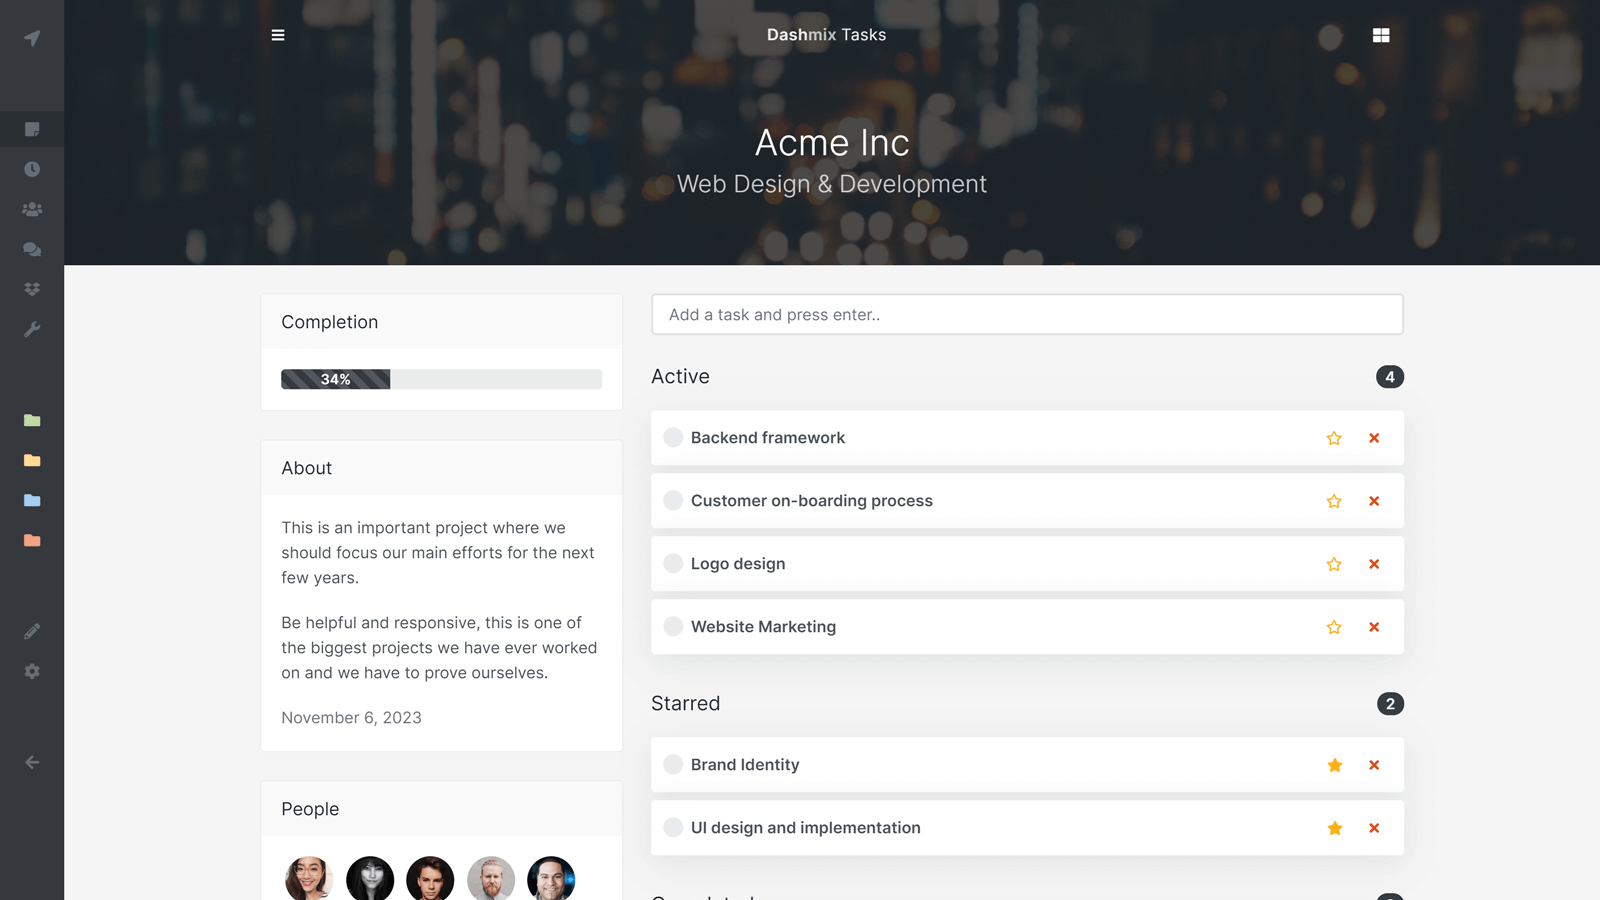 Dashmix Tasks
Acme Inc
Web Design & Development
Completion
34%
About
This is an important project where we
should focus our main efforts for the next
few years.
Be helpful and responsive, this is one of
the biggest projects we have ever worked
on and we have to prove ourselves.
November 6, 2023
People
Add a task and press enter..
Active
4
Backend framework
Customer on-boarding process
Logo design
Website Marketing
Starred
2
Brand Identity
UI design and implementation